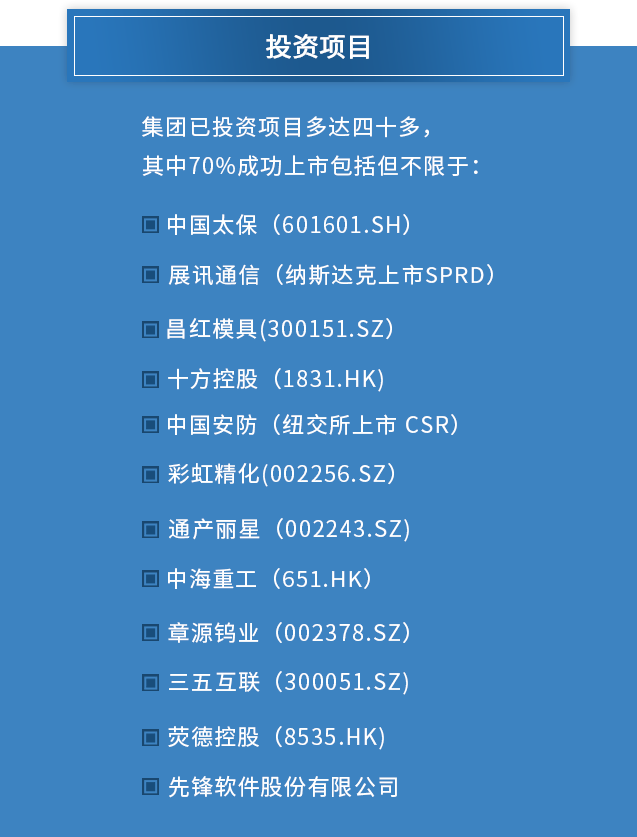 投资项目
集团已投资项目多达四十多，
其中70%成功上市包括但不限于：
中国太保（601601.SH）
展讯通信（纳斯达克上市SPRD）
昌红模具(300151.SZ）
十方控股（1831.HK)
中国安防（纽交所上市 CSR）
彩虹精化(002256.SZ）
通产丽星（002243.SZ)
中海重工（651.HK）
章源钨业（002378.SZ）
三五互联（300051.SZ)
荧德控股（8535.HK)
先锋软件股份有限公司